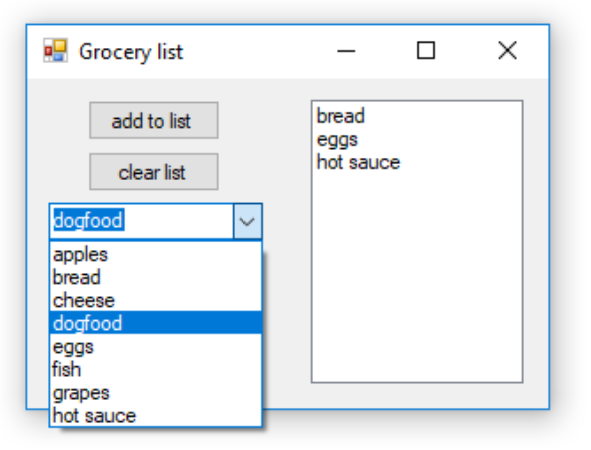 Grocery list
add to list
clear list
dogfood
apples
bread
cheese
dogfood
eggs
fish
grapes
hot sauce
bread
eggs
hot sauce